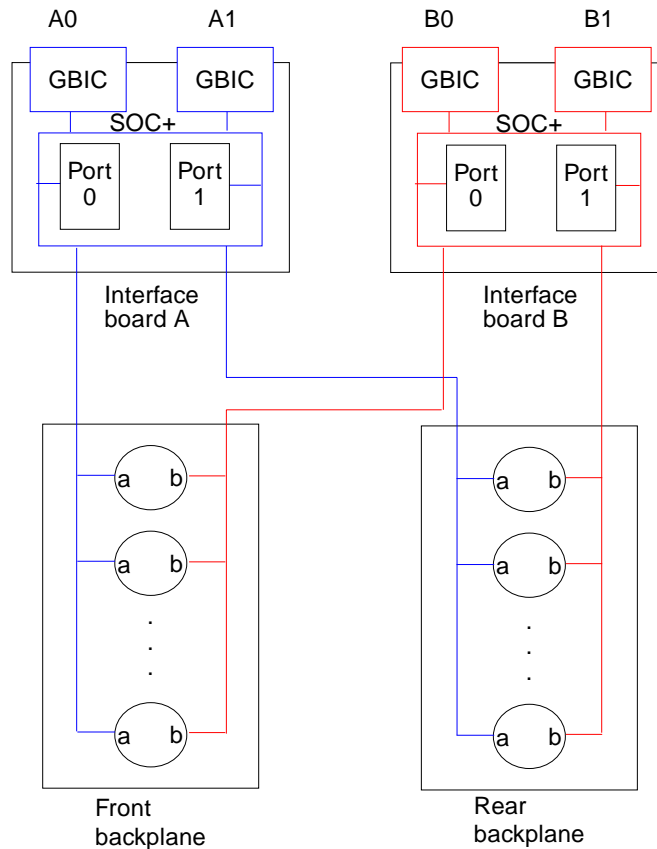 A0 A1 B0 B1
GBIC GBIC GBIC GBIC
SOC+ SOC+
Port Port Port Port
0 1 0 1
Interface Interface
board A board B
a b a b
a b a b
. .
. .
. .
a b a b
Front Rear
backplane backplane